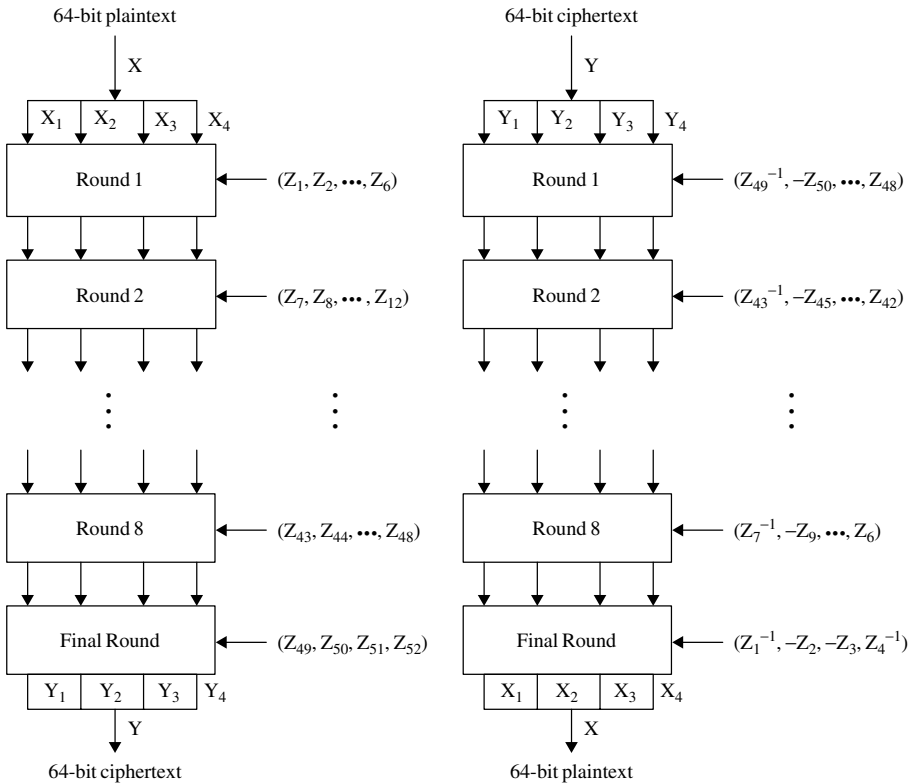 64-bit plaintext
X
X₁ X₂ X₃ X₄
Round 1
(Z₁, Z₂, •••, Z₆)
Round 2
(Z₇, Z₈, •••, Z₁₂)
Round 8
(Z₄₃, Z₄₄, •••, Z₄₈)
Final Round
(Z₄₉, Z₅₀, Z₅₁, Z₅₂)
Y₁ Y₂ Y₃ Y₄
Y
64-bit ciphertext
64-bit ciphertext
Y
Y₁ Y₂ Y₃ Y₄
Round 1
(Z₄₉⁻¹, –Z₅₀, •••, Z₄₈)
Round 2
(Z₄₃⁻¹, –Z₄₅, •••, Z₄₂)
Round 8
(Z₇⁻¹, –Z₉, •••, Z₆)
Final Round
(Z₁⁻¹, –Z₂, –Z₃, Z₄⁻¹)
X₁ X₂ X₃ X₄
X
64-bit plaintext